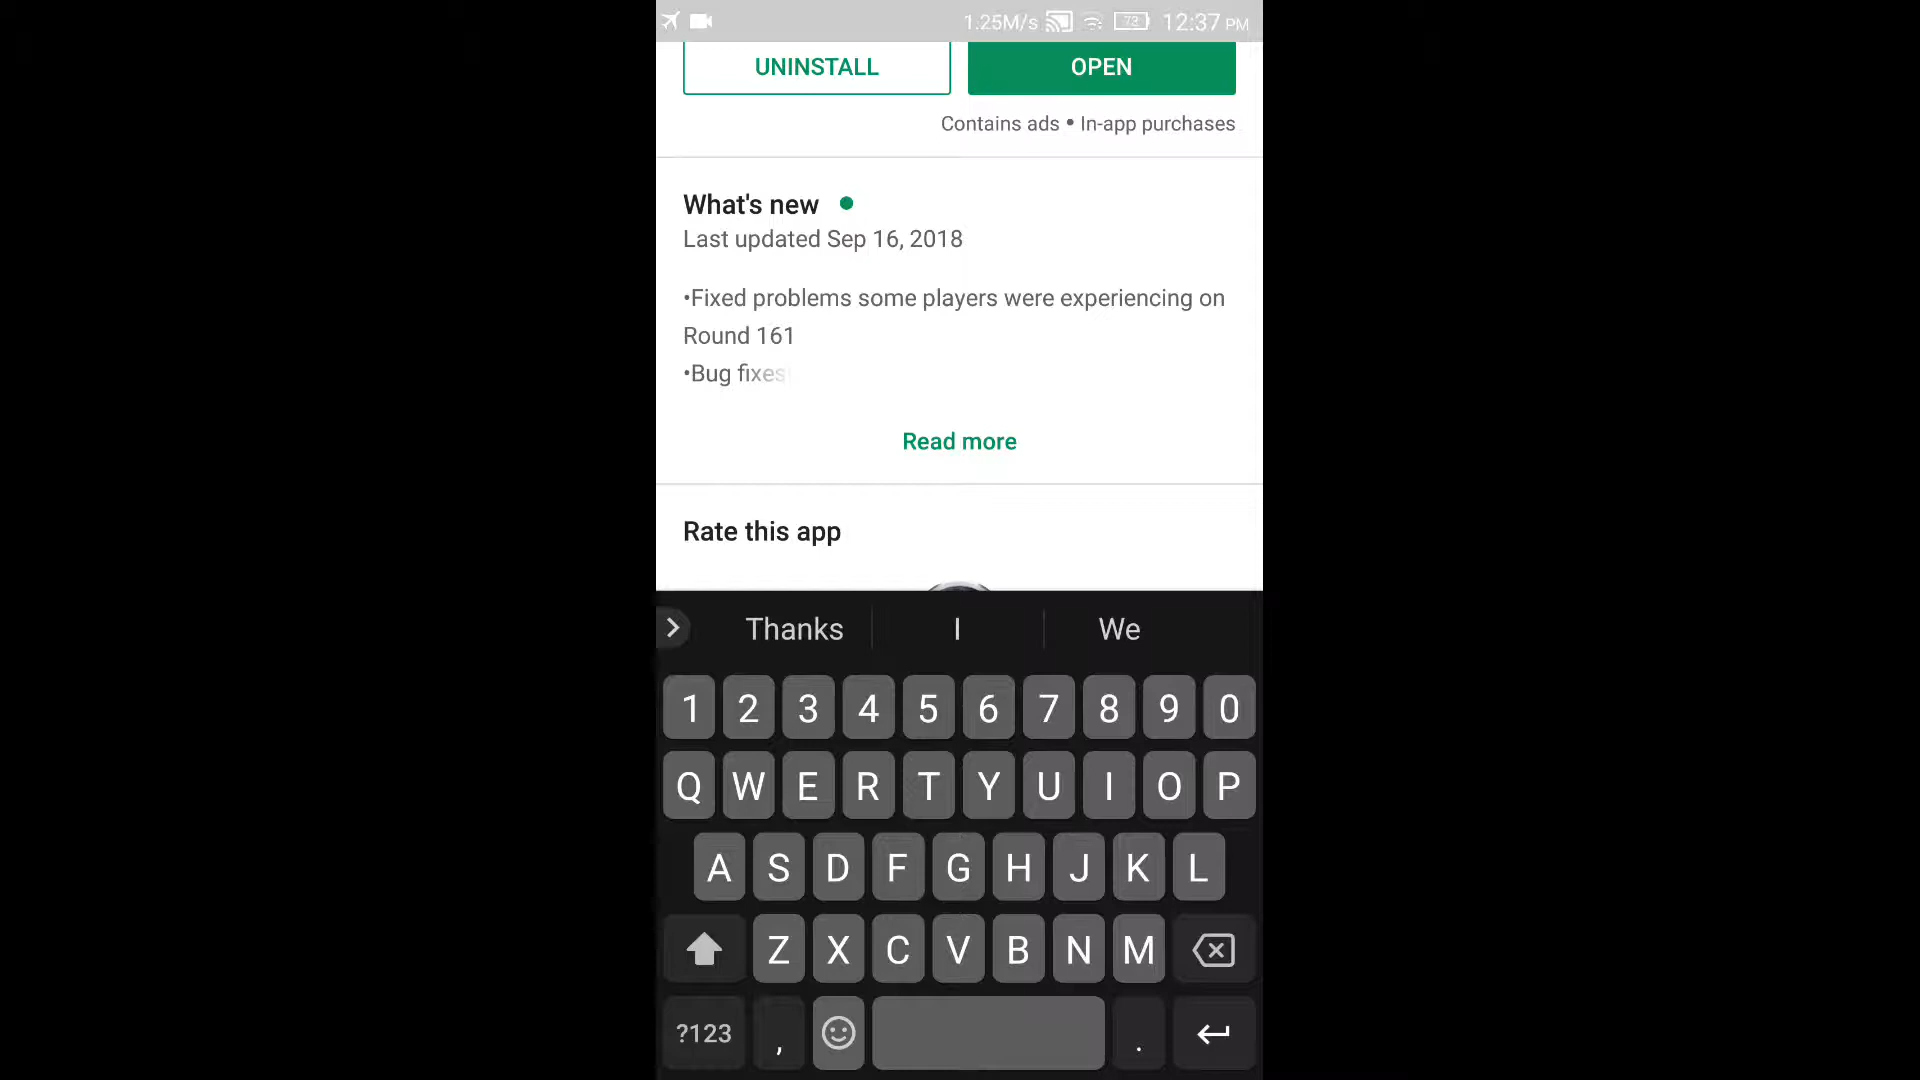 1.25M/s 73 12:37 PM
UNINSTALL OPEN
Contains ads • In-app purchases
What's new
Last updated Sep 16, 2018
•Fixed problems some players were experiencing on
Round 161
•Bug fixes
Read more
Rate this app
Thanks I We
1 2 3 4 5 6 7 8 9 0
Q W E R T Y U I O P
A S D F G H J K L
Z X C V B N M
?123 , .